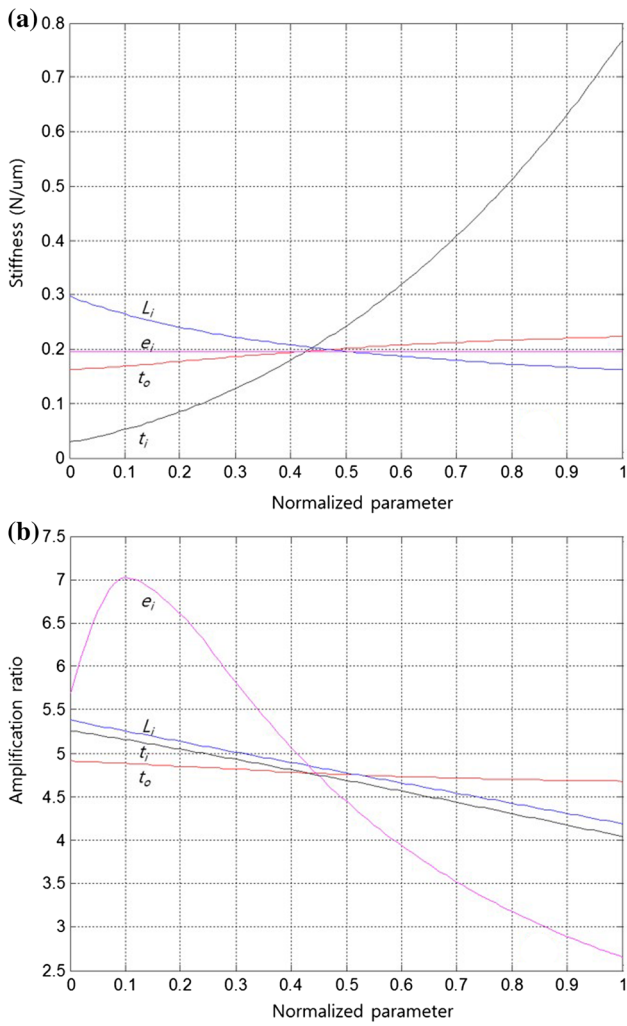 (a)
0.8
0.7
0.6
0.5
0.4
0.3
0.2
0.1
0
Stiffness (N/um)
Li
ei
to
ti
0 0.1 0.2 0.3 0.4 0.5 0.6 0.7 0.8 0.9 1
Normalized parameter
(b)
7.5
7
6.5
6
5.5
5
4.5
4
3.5
3
2.5
Amplification ratio
ei
Li
ti
to
0 0.1 0.2 0.3 0.4 0.5 0.6 0.7 0.8 0.9 1
Normalized parameter